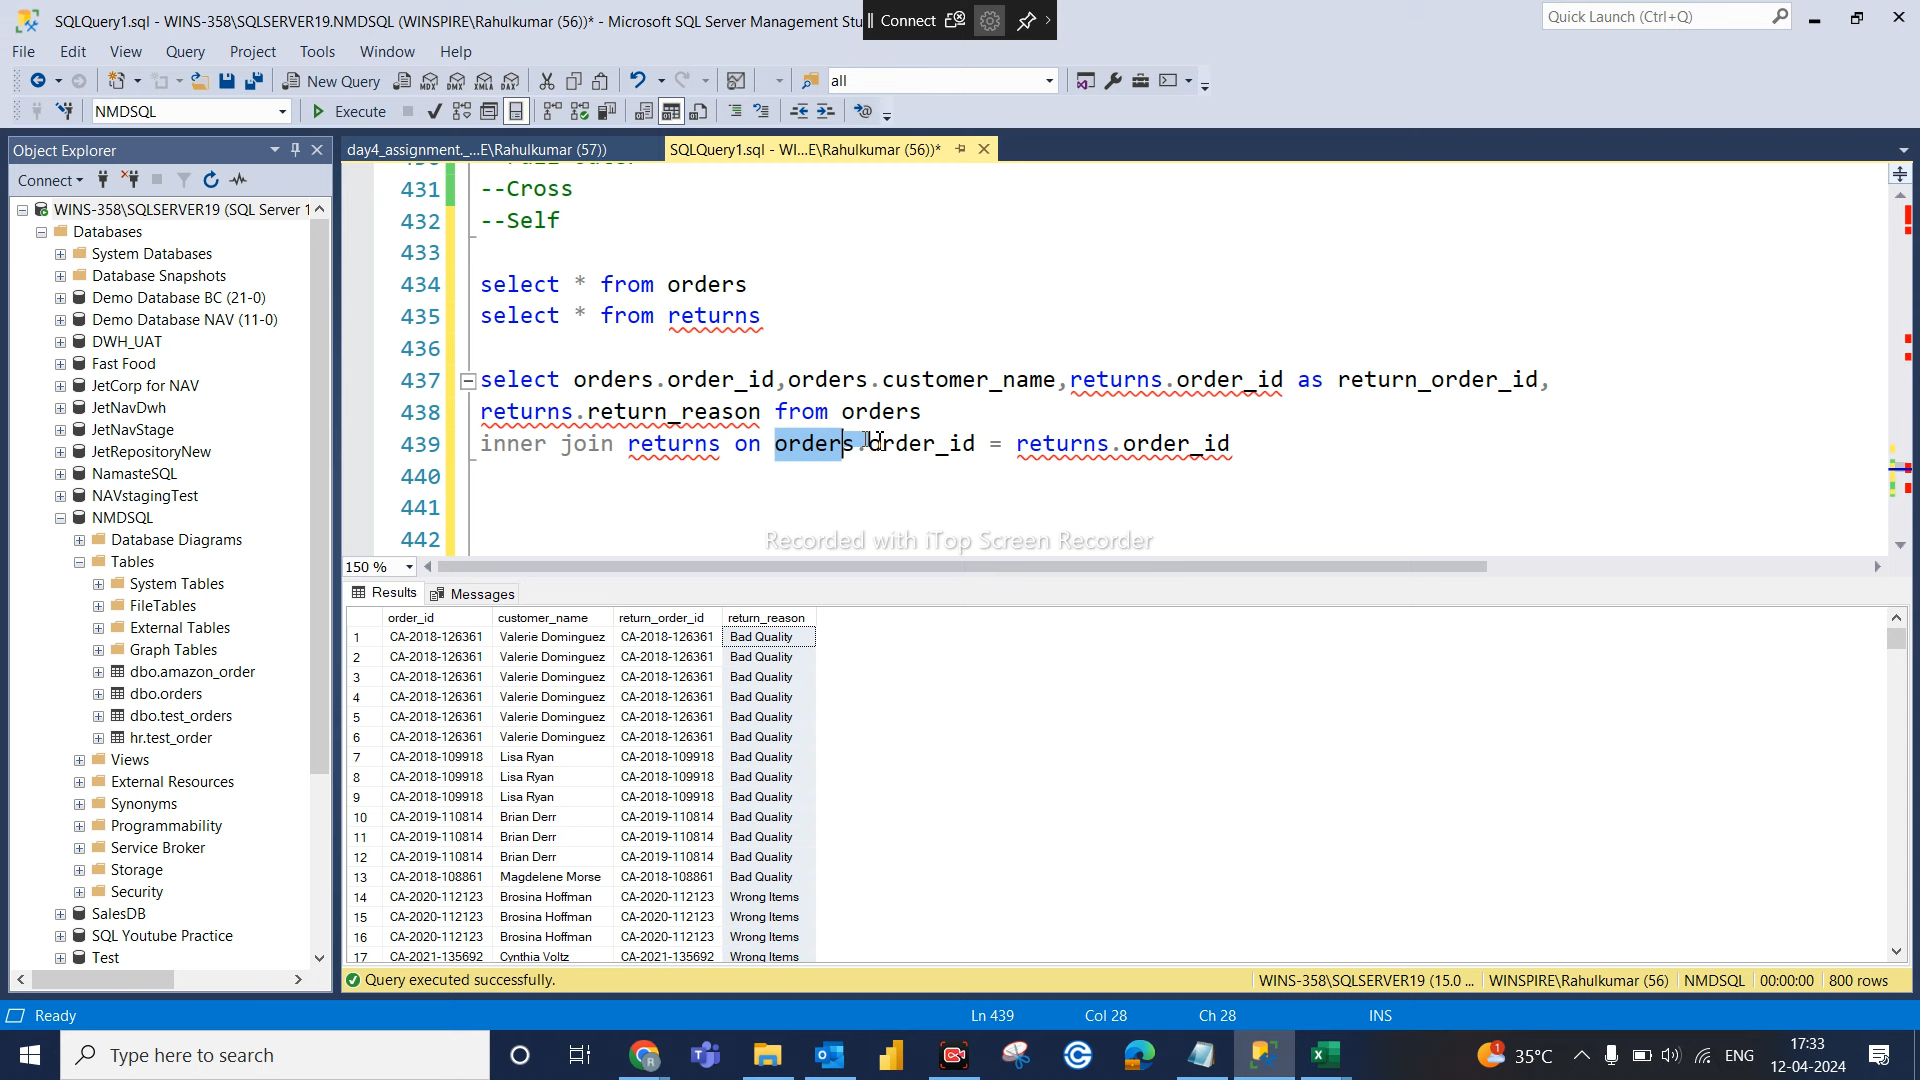 SQLQuery1.sql - WINS-358\SQLSERVER19.NMDSQL (WINSPIRE\Rahulkumar (56))* - Microsoft SQL Server Management Stu
Connect
Quick Launch (Ctrl+Q)
File Edit View Query Project Tools Window Help
New Query
all
NMDSQL
Execute
Object Explorer
day4_assignment._...E\Rahulkumar (57))
SQLQuery1.sql - WI...E\Rahulkumar (56))*
Connect
WINS-358\SQLSERVER19 (SQL Server 1
Databases
System Databases
Database Snapshots
Demo Database BC (21-0)
Demo Database NAV (11-0)
DWH_UAT
Fast Food
JetCorp for NAV
JetNavDwh
JetNavStage
JetRepositoryNew
NamasteSQL
NAVstagingTest
NMDSQL
Database Diagrams
Tables
System Tables
FileTables
External Tables
Graph Tables
dbo.amazon_order
dbo.orders
dbo.test_orders
hr.test_order
Views
External Resources
Synonyms
Programmability
Service Broker
Storage
Security
SalesDB
SQL Youtube Practice
Test
431 --Cross
432 --Self
433
434 select * from orders
435 select * from returns
436
437 select orders.order_id,orders.customer_name,returns.order_id as return_order_id,
438 returns.return_reason from orders
439 inner join returns on orders.order_id = returns.order_id
440
441
442
Recorded with iTop Screen Recorder
150 %
Results Messages
order_id customer_name return_order_id return_reason
1 CA-2018-126361 Valerie Dominguez CA-2018-126361 Bad Quality
2 CA-2018-126361 Valerie Dominguez CA-2018-126361 Bad Quality
3 CA-2018-126361 Valerie Dominguez CA-2018-126361 Bad Quality
4 CA-2018-126361 Valerie Dominguez CA-2018-126361 Bad Quality
5 CA-2018-126361 Valerie Dominguez CA-2018-126361 Bad Quality
6 CA-2018-126361 Valerie Dominguez CA-2018-126361 Bad Quality
7 CA-2018-109918 Lisa Ryan CA-2018-109918 Bad Quality
8 CA-2018-109918 Lisa Ryan CA-2018-109918 Bad Quality
9 CA-2018-109918 Lisa Ryan CA-2018-109918 Bad Quality
10 CA-2019-110814 Brian Derr CA-2019-110814 Bad Quality
11 CA-2019-110814 Brian Derr CA-2019-110814 Bad Quality
12 CA-2019-110814 Brian Derr CA-2019-110814 Bad Quality
13 CA-2018-108861 Magdelene Morse CA-2018-108861 Bad Quality
14 CA-2020-112123 Brosina Hoffman CA-2020-112123 Wrong Items
15 CA-2020-112123 Brosina Hoffman CA-2020-112123 Wrong Items
16 CA-2020-112123 Brosina Hoffman CA-2020-112123 Wrong Items
17 CA-2021-135692 Cynthia Voltz CA-2021-135692 Wrong Items
Query executed successfully.
WINS-358\SQLSERVER19 (15.0 ... WINSPIRE\Rahulkumar (56) NMDSQL 00:00:00 800 rows
Ready Ln 439 Col 28 Ch 28 INS
Type here to search
35°C
ENG
17:33
12-04-2024